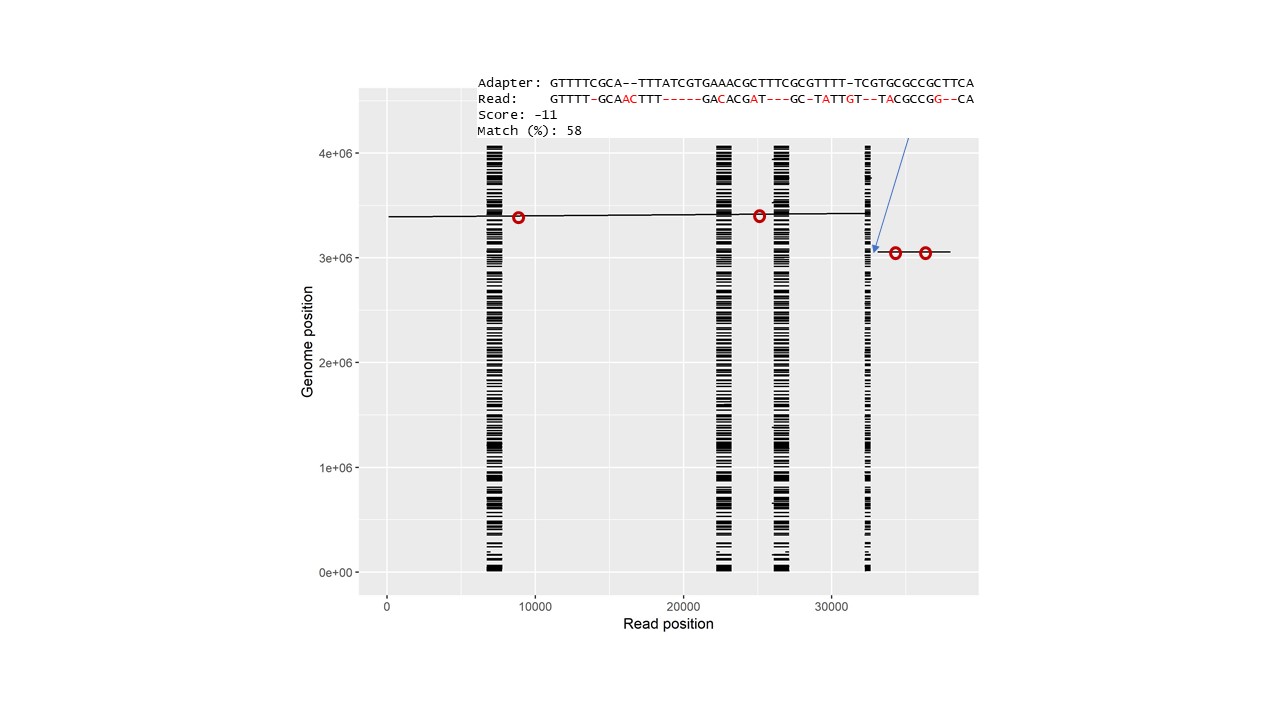 Adapter: GTTTTCGCA--TTTATCGTGAAACGCTTTCGCGTTTT-TCGTGCGCCGCTTCA
Read: GTTTT-GCAAACTTT-----GACACGAT---GC-TATTGT--TACGCCGG--CA
Score: -11
Match (%): 58
4e+06
3e+06
2e+06
1e+06
0e+00
Genome position
0 10000 20000 30000
Read position